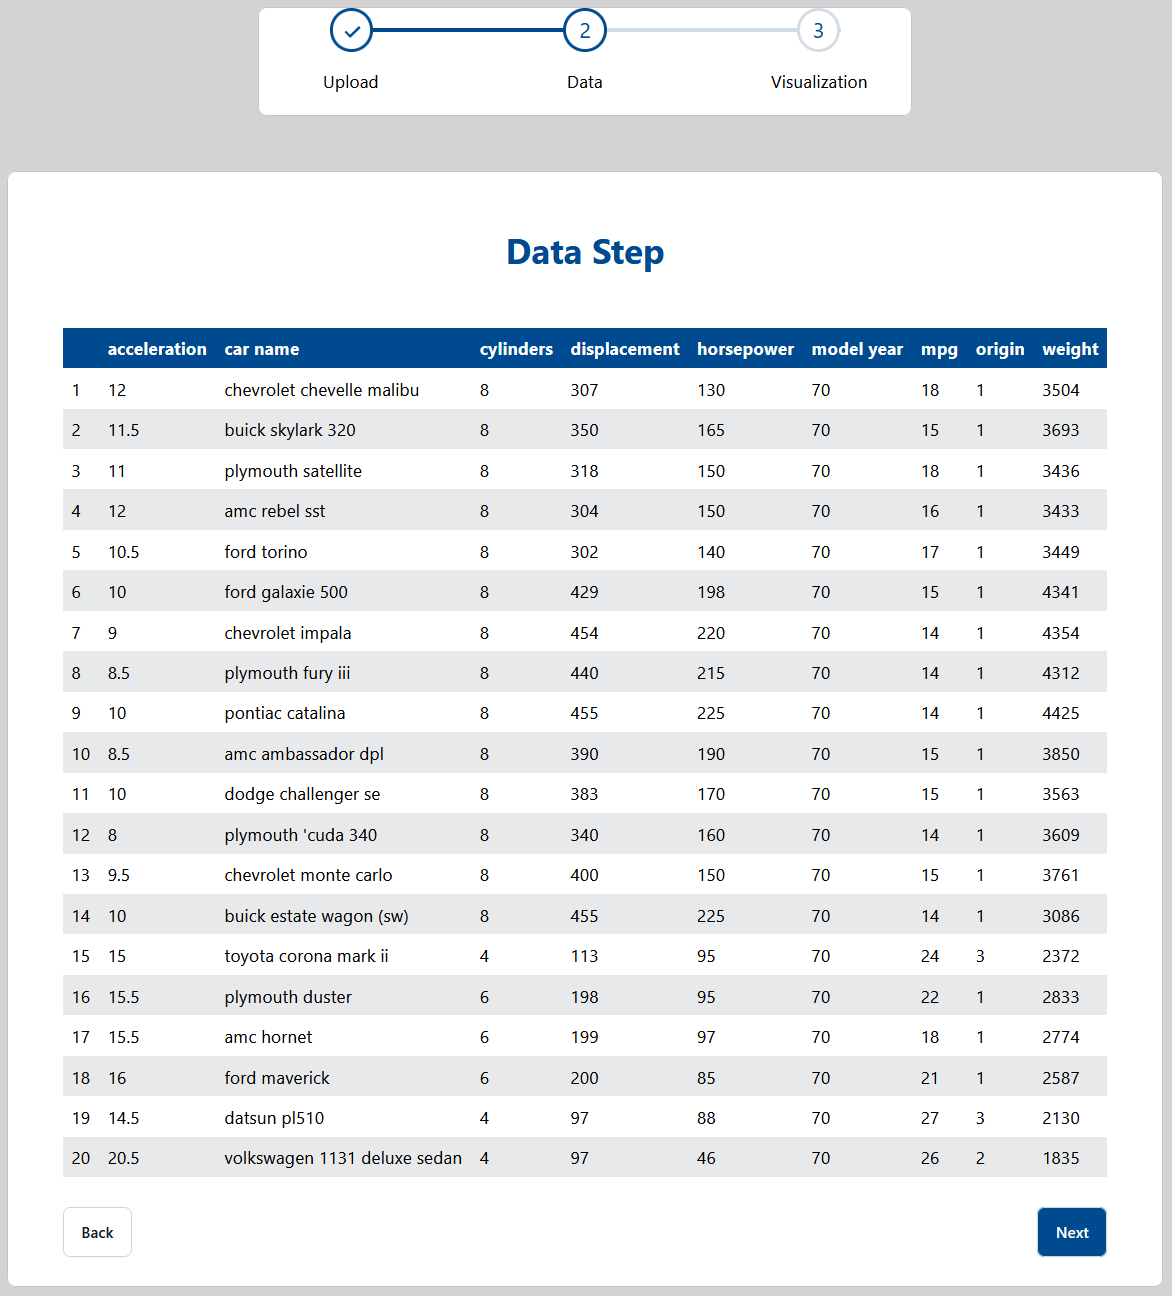 2 3
Upload Data Visualization
Data Step
acceleration car name cylinders displacement horsepower model year mpg origin weight
1 12 chevrolet chevelle malibu 8 307 130 70 18 1 3504
2 11.5 buick skylark 320 8 350 165 70 15 1 3693
3 11 plymouth satellite 8 318 150 70 18 1 3436
4 12 amc rebel sst 8 304 150 70 16 1 3433
5 10.5 ford torino 8 302 140 70 17 1 3449
6 10 ford galaxie 500 8 429 198 70 15 1 4341
7 9 chevrolet impala 8 454 220 70 14 1 4354
8 8.5 plymouth fury iii 8 440 215 70 14 1 4312
9 10 pontiac catalina 8 455 225 70 14 1 4425
10 8.5 amc ambassador dpl 8 390 190 70 15 1 3850
11 10 dodge challenger se 8 383 170 70 15 1 3563
12 8 plymouth 'cuda 340 8 340 160 70 14 1 3609
13 9.5 chevrolet monte carlo 8 400 150 70 15 1 3761
14 10 buick estate wagon (sw) 8 455 225 70 14 1 3086
15 15 toyota corona mark ii 4 113 95 70 24 3 2372
16 15.5 plymouth duster 6 198 95 70 22 1 2833
17 15.5 amc hornet 6 199 97 70 18 1 2774
18 16 ford maverick 6 200 85 70 21 1 2587
19 14.5 datsun pl510 4 97 88 70 27 3 2130
20 20.5 volkswagen 1131 deluxe sedan 4 97 46 70 26 2 1835
Back Next